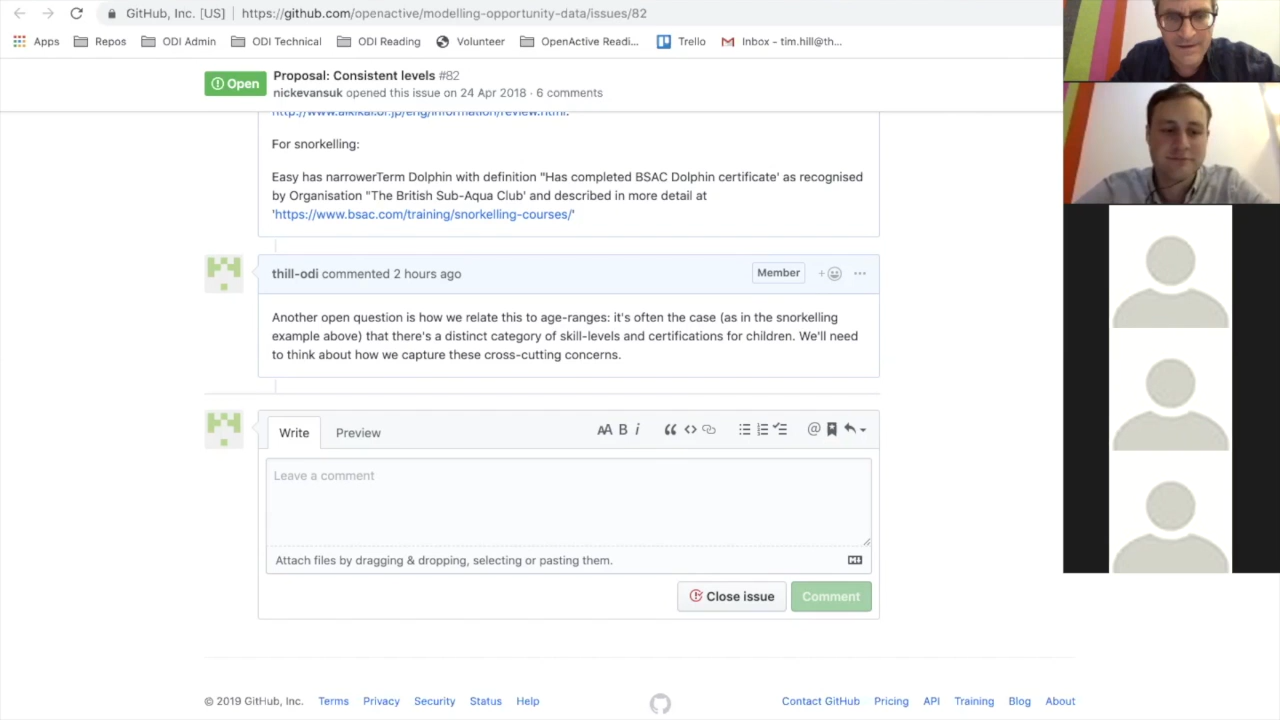 GitHub, Inc. [US] | https://github.com/openactive/modelling-opportunity-data/issues/82
Apps Repos ODI Admin ODI Technical ODI Reading Volunteer OpenActive Readi... Trello Inbox - tim.hill@th...
Open
Proposal: Consistent levels #82
nickevansuk opened this issue on 24 Apr 2018 · 6 comments
For snorkelling:
Easy has narrowerTerm Dolphin with definition "Has completed BSAC Dolphin certificate' as recognised
by Organisation "The British Sub-Aqua Club' and described in more detail at
'https://www.bsac.com/training/snorkelling-courses/'
thill-odi commented 2 hours ago
Member
Another open question is how we relate this to age-ranges: it's often the case (as in the snorkelling
example above) that there's a distinct category of skill-levels and certifications for children. We'll need
to think about how we capture these cross-cutting concerns.
Write Preview
Leave a comment
Attach files by dragging & dropping, selecting or pasting them.
Close issue Comment
© 2019 GitHub, Inc. Terms Privacy Security Status Help Contact GitHub Pricing API Training Blog About